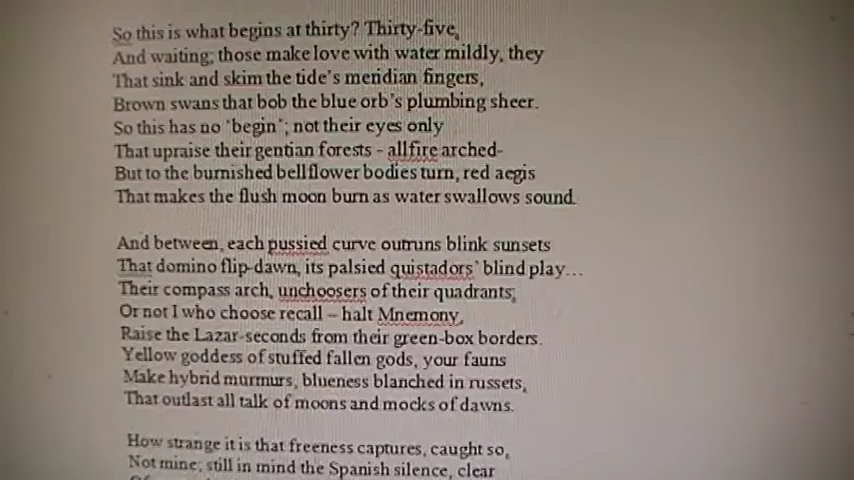 So this is what begins at thirty? Thirty-five,
And waiting; those make love with water mildly, they
That sink and skim the tide's meridian fingers,
Brown swans that bob the blue orb's plumbing sheer.
So this has no 'begin'; not their eyes only
That upraise their gentian forests - allfire arched-
But to the burnished bellflower bodies turn, red aegis
That makes the flush moon burn as water swallows sound.
And between, each pussied curve outruns blink sunsets
That domino flip-dawn, its palsied quistadors' blind play…
Their compass arch, unchoosers of their quadrants;
Or not I who choose recall – halt Mnemony,
Raise the Lazar-seconds from their green-box borders.
Yellow goddess of stuffed fallen gods, your fauns
Make hybrid murmurs, blueness blanched in russets,
That outlast all talk of moons and mocks of dawns.
How strange it is that freeness captures, caught so,
Not mine; still in mind the Spanish silence, clear